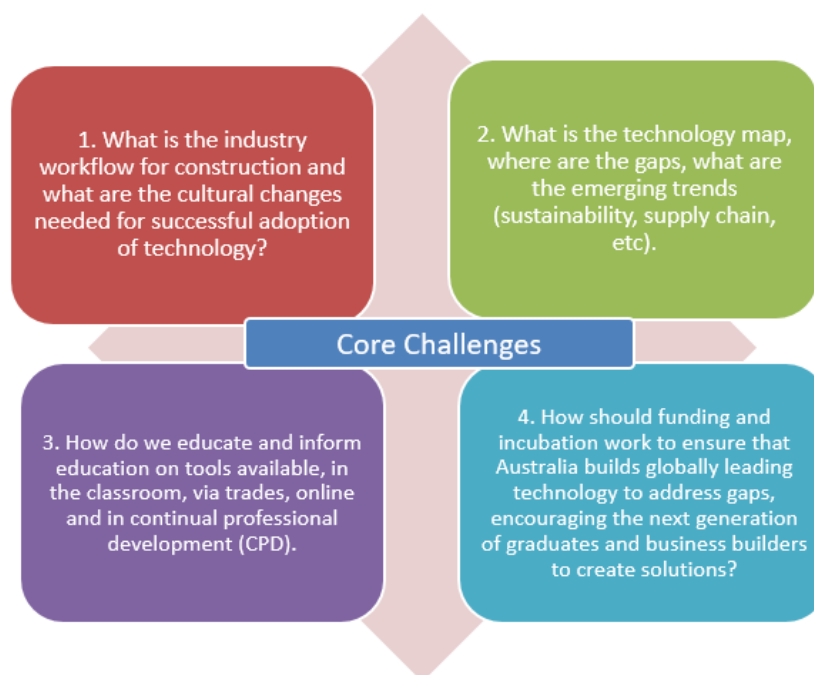 1. What is the industry
workflow for construction and
what are the cultural changes
needed for successful adoption
of technology?
2. What is the technology map,
where are the gaps, what are
the emerging trends
(sustainability, supply chain,
etc).
Core Challenges
3. How do we educate and inform
education on tools available, in
the classroom, via trades, online
and in continual professional
development (CPD).
4. How should funding and
incubation work to ensure that
Australia builds globally leading
technology to address gaps,
encouraging the next generation
of graduates and business builders
to create solutions?